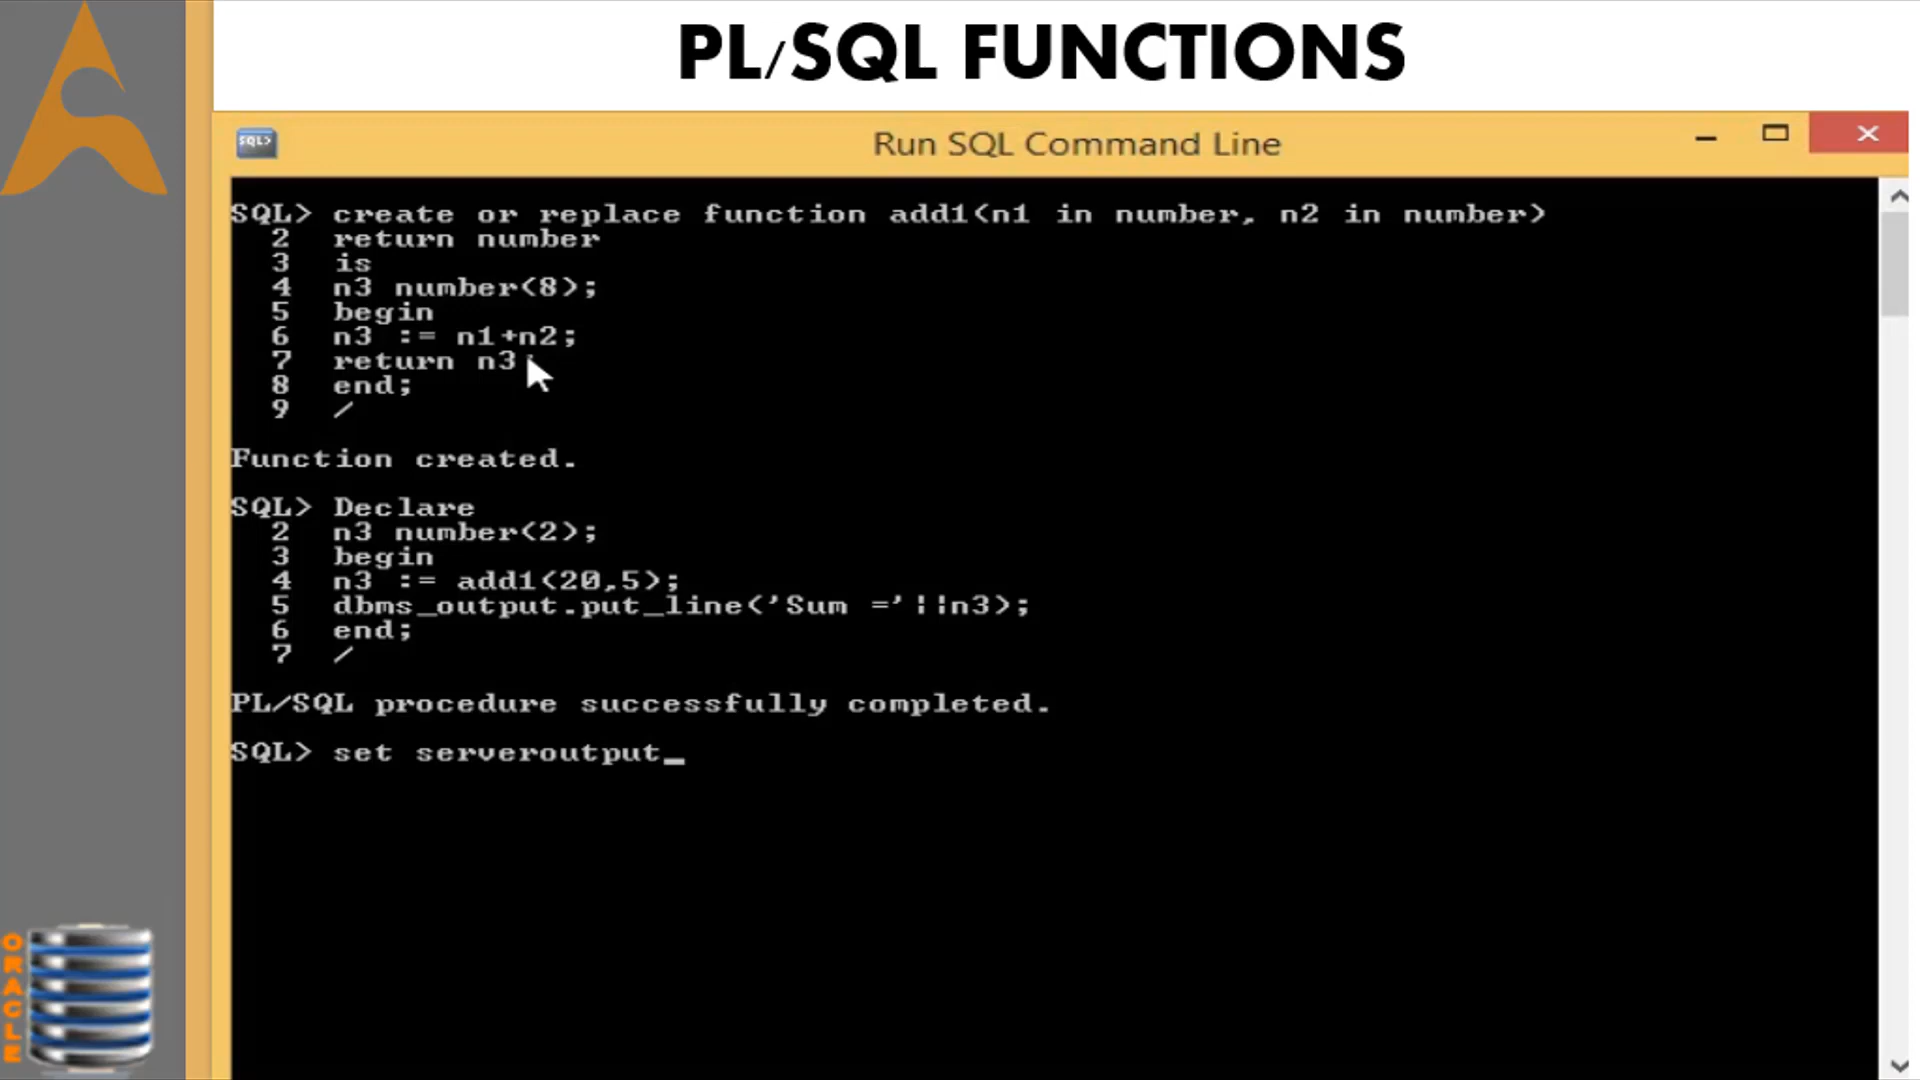 PL/SQL FUNCTIONS
SQL>
Run SQL Command Line
SQL> create or replace function add1(n1 in number, n2 in number)
2 return number
3 is
4 n3 number(8);
5 begin
6 n3 := n1+n2;
7 return n3;
8 end;
9 /
Function created.
SQL> Declare
2 n3 number(2);
3 begin
4 n3 := add1(20,5);
5 dbms_output.put_line('Sum ='||n3);
6 end;
7 /
PL/SQL procedure successfully completed.
SQL> set serveroutput_
ORACLE